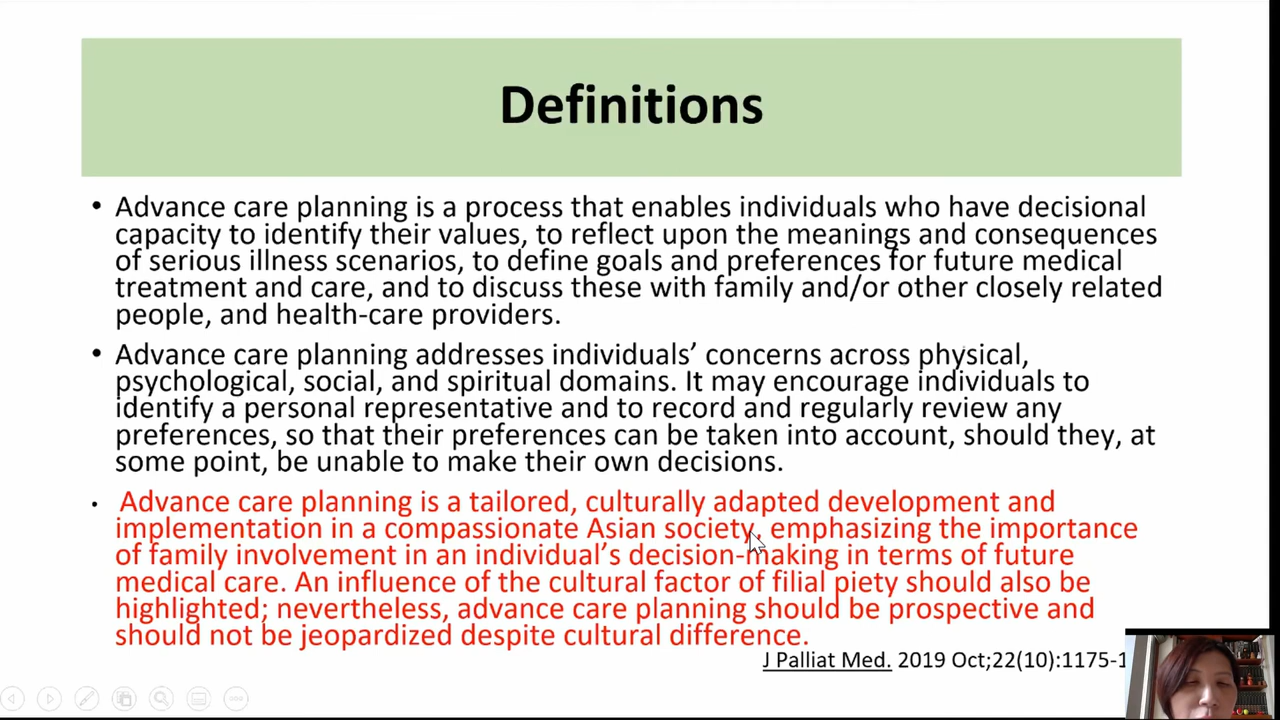 Definitions
• Advance care planning is a process that enables individuals who have decisional
capacity to identify their values, to reflect upon the meanings and consequences
of serious illness scenarios, to define goals and preferences for future medical
treatment and care, and to discuss these with family and/or other closely related
people, and health-care providers.
• Advance care planning addresses individuals’ concerns across physical,
psychological, social, and spiritual domains. It may encourage individuals to
identify a personal representative and to record and regularly review any
preferences, so that their preferences can be taken into account, should they, at
some point, be unable to make their own decisions.
• Advance care planning is a tailored, culturally adapted development and
implementation in a compassionate Asian society, emphasizing the importance
of family involvement in an individual’s decision-making in terms of future
medical care. An influence of the cultural factor of filial piety should also be
highlighted; nevertheless, advance care planning should be prospective and
should not be jeopardized despite cultural difference.
J Palliat Med. 2019 Oct;22(10):1175-1